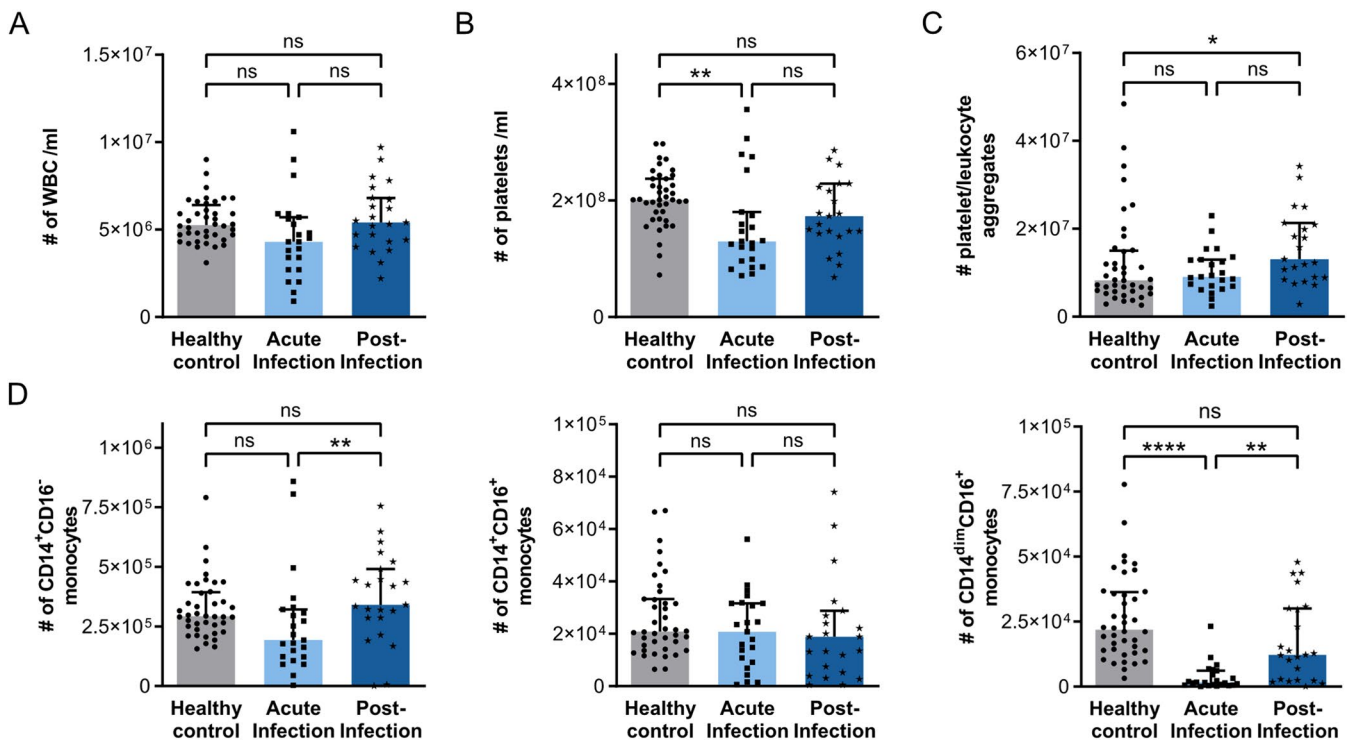 A
# of WBC /ml
1.5×10⁷
1×10⁷
5×10⁶
0
ns
ns
ns
Healthy control
Acute Infection
Post-Infection
B
# of platelets /ml
4×10⁸
2×10⁸
0
ns
**
ns
Healthy control
Acute Infection
Post-Infection
C
# platelet/leukocyte
aggregates
6×10⁷
4×10⁷
2×10⁷
0
*
ns
ns
Healthy control
Acute Infection
Post-Infection
D
# of CD14⁺CD16⁻
monocytes
1×10⁶
7.5×10⁵
5×10⁵
2.5×10⁵
0
ns
ns
**
Healthy control
Acute Infection
Post-Infection
# of CD14⁺CD16⁺
monocytes
1×10⁵
8×10⁴
6×10⁴
4×10⁴
2×10⁴
0
ns
ns
ns
Healthy control
Acute Infection
Post-Infection
# of CD14ᵈⁱᵐCD16⁺
monocytes
1×10⁵
7.5×10⁴
5×10⁴
2.5×10⁴
0
ns
****
**
Healthy control
Acute Infection
Post-Infection